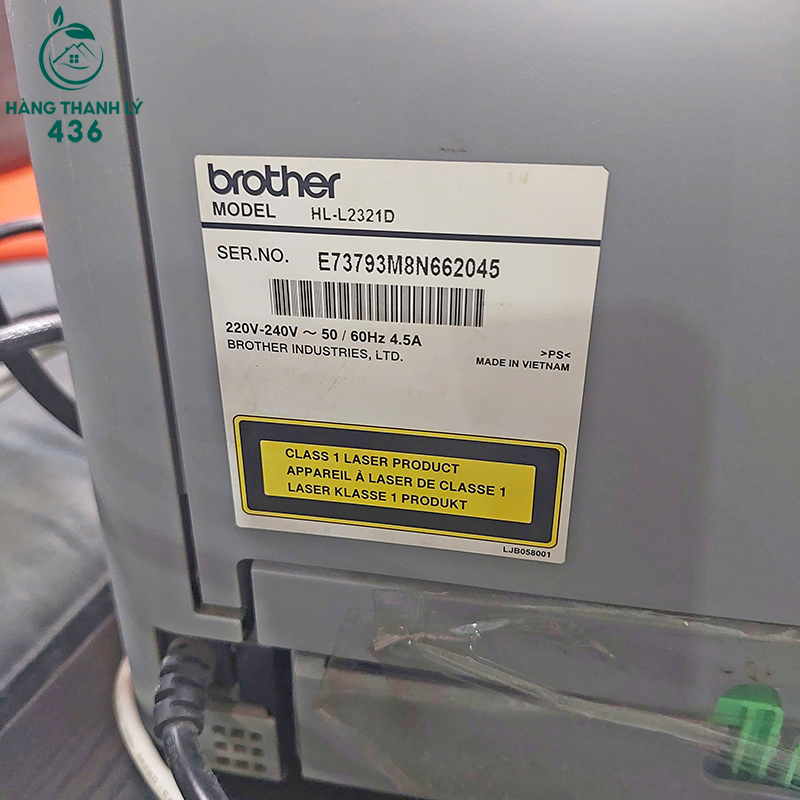 HÀNG THANH LÝ
436
brother
MODEL HL-L2321D
SER.NO. E73793M8N662045
220V-240V ~ 50 / 60Hz 4.5A
BROTHER INDUSTRIES, LTD.
>PS<
MADE IN VIETNAM
CLASS 1 LASER PRODUCT
APPAREIL À LASER DE CLASSE 1
LASER KLASSE 1 PRODUKT
LJB058001